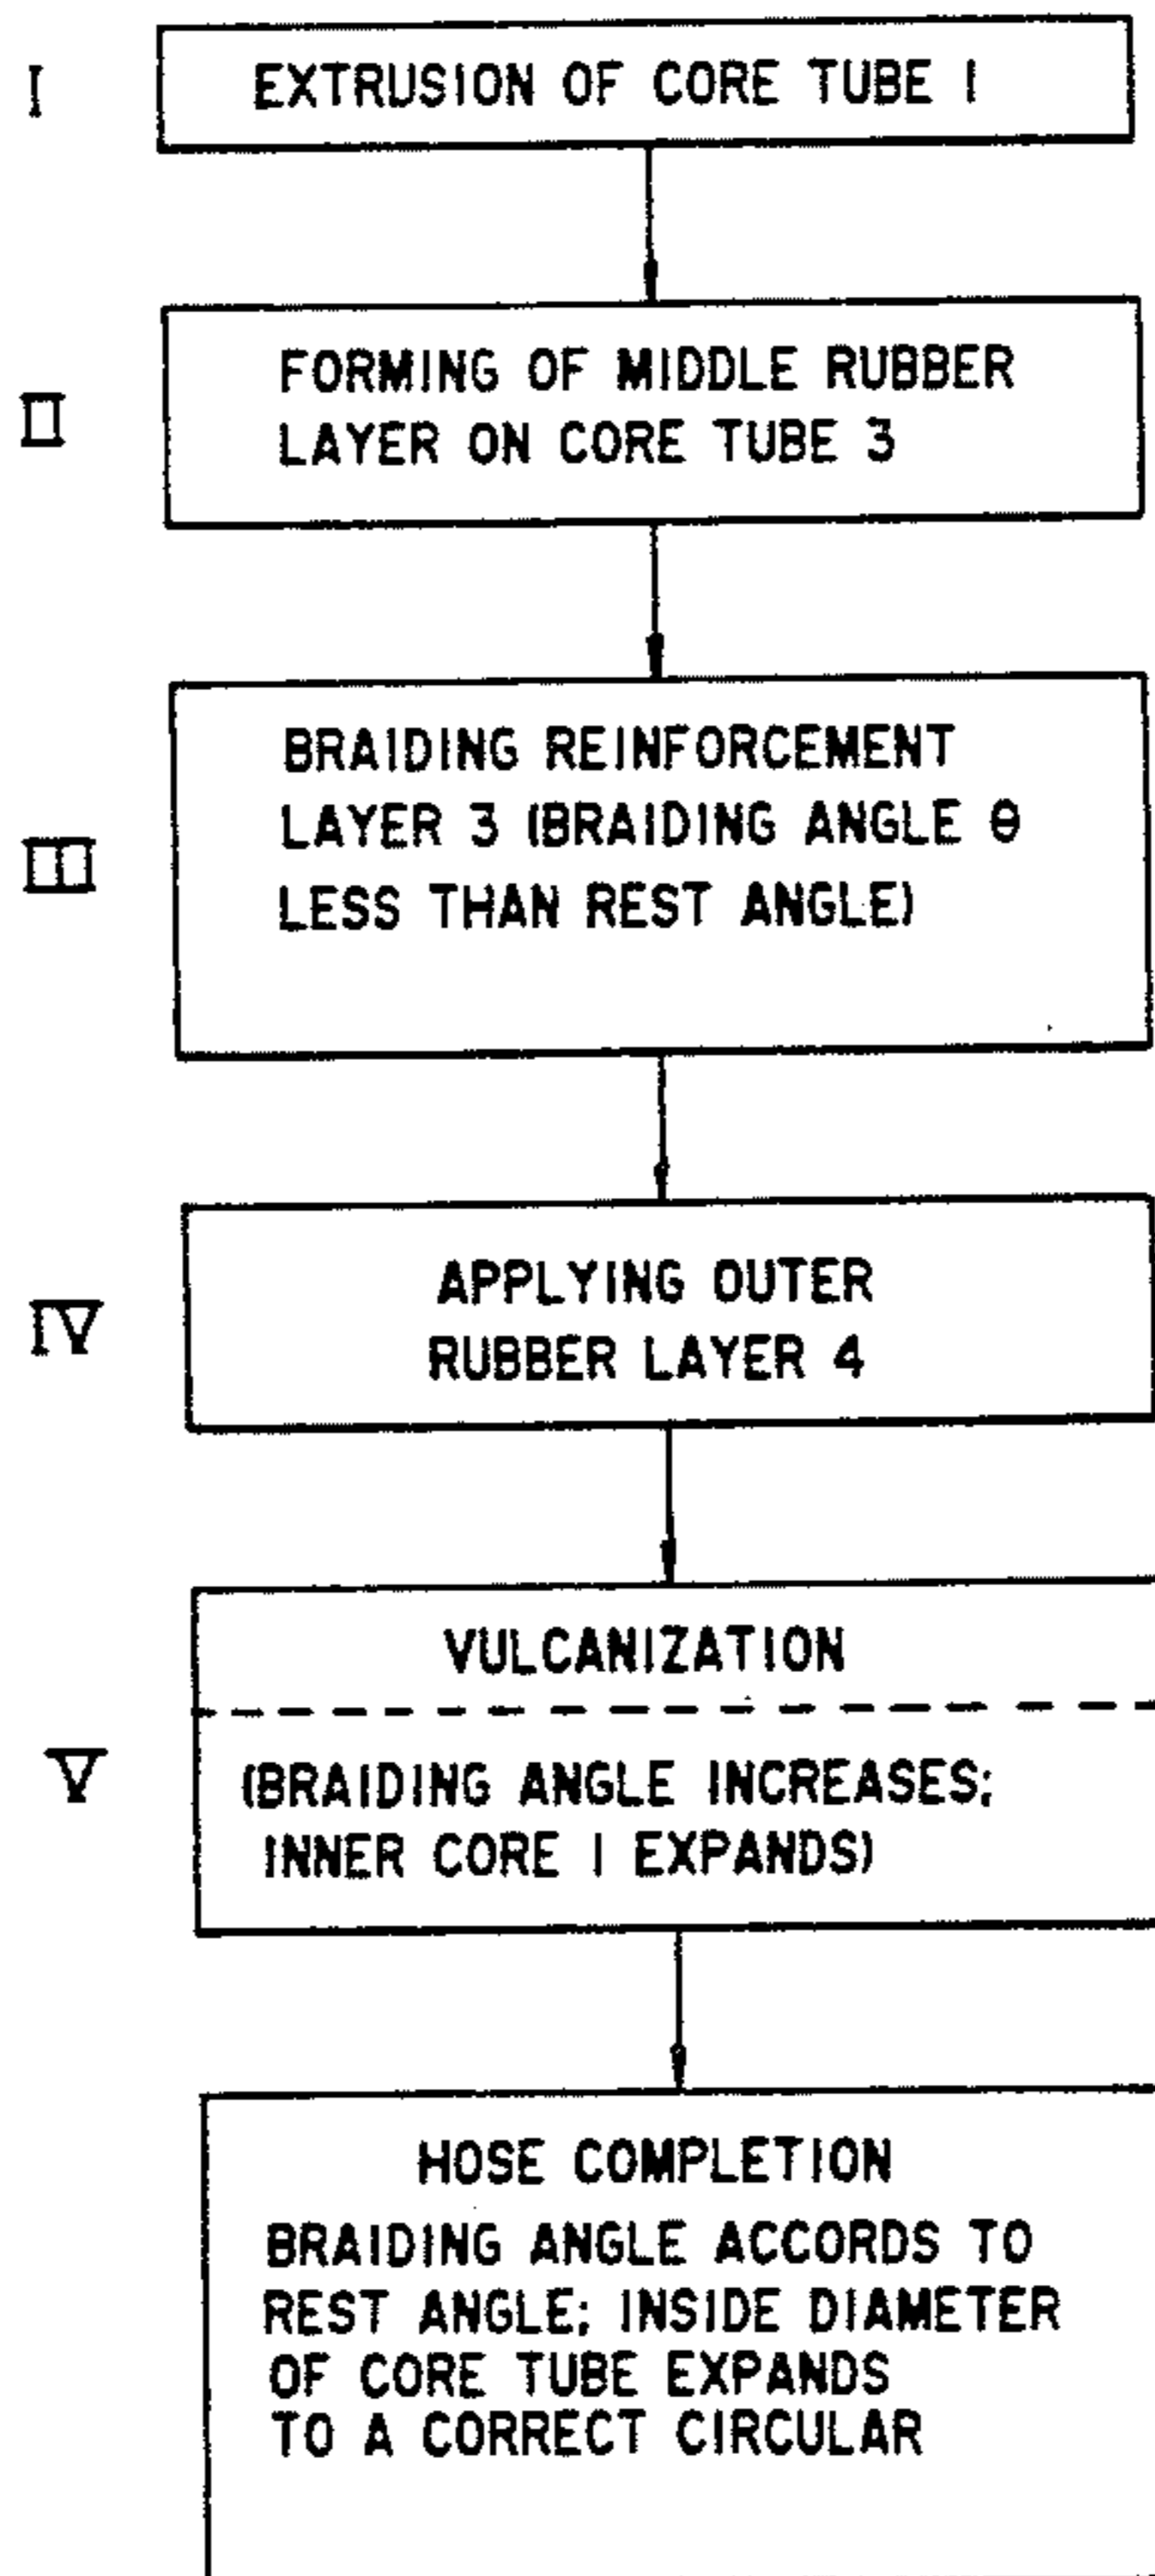 I
EXTRUSION OF CORE TUBE 1
II
FORMING OF MIDDLE RUBBER
LAYER ON CORE TUBE 3
III
BRAIDING REINFORCEMENT
LAYER 3 (BRAIDING ANGLE θ
LESS THAN REST ANGLE)
IV
APPLYING OUTER
RUBBER LAYER 4
V
VULCANIZATION
(BRAIDING ANGLE INCREASES;
INNER CORE 1 EXPANDS)
HOSE COMPLETION
BRAIDING ANGLE ACCORDS TO
REST ANGLE; INSIDE DIAMETER
OF CORE TUBE EXPANDS
TO A CORRECT CIRCULAR